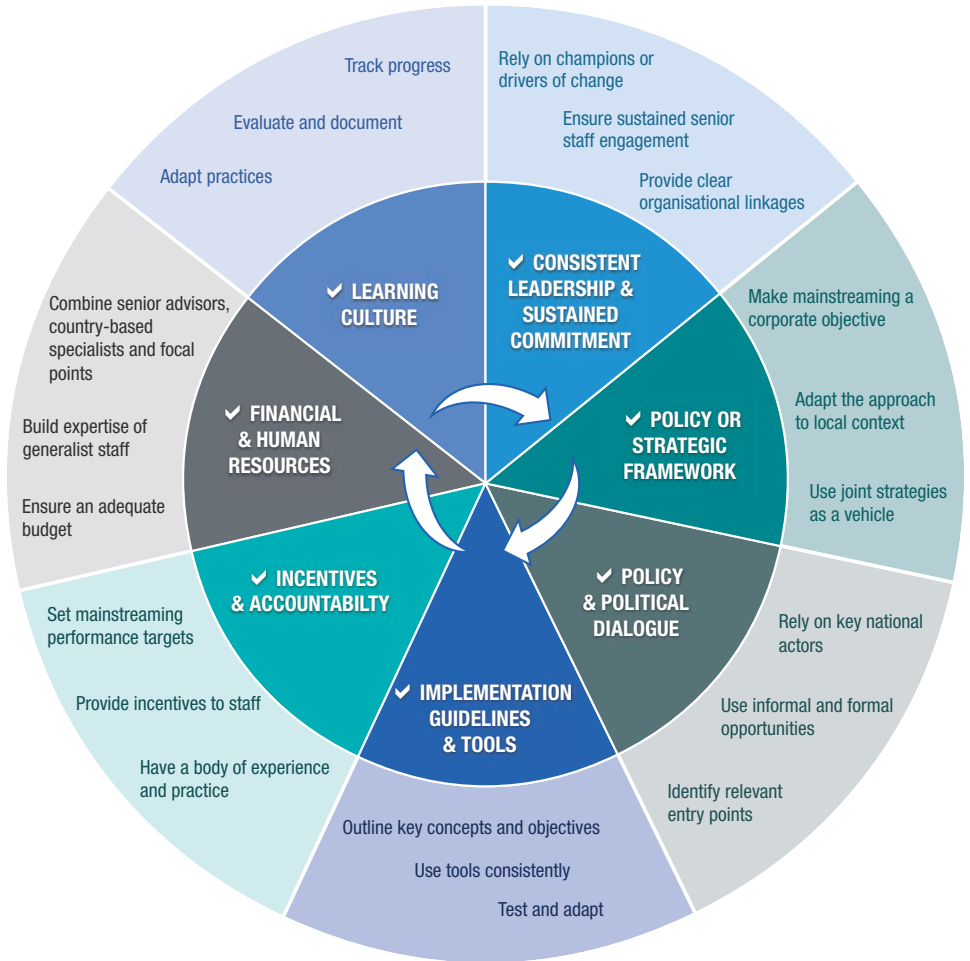 Track progress
Evaluate and document
Adapt practices
Rely on champions or
drivers of change
Ensure sustained senior
staff engagement
Provide clear
organisational linkages
✓ LEARNING
CULTURE
✓ CONSISTENT
LEADERSHIP &
SUSTAINED
COMMITMENT
Combine senior advisors,
country-based
specialists and focal
points
Build expertise of
generalist staff
Ensure an adequate
budget
✓ FINANCIAL
& HUMAN
RESOURCES
✓ POLICY OR
STRATEGIC
FRAMEWORK
Make mainstreaming a
corporate objective
Adapt the approach
to local context
Use joint strategies
as a vehicle
✓ INCENTIVES
& ACCOUNTABILTY
✓ POLICY
& POLITICAL
DIALOGUE
Set mainstreaming
performance targets
Provide incentives to staff
Have a body of experience
and practice
✓ IMPLEMENTATION
GUIDELINES
& TOOLS
Rely on key national
actors
Use informal and formal
opportunities
Identify relevant
entry points
Outline key concepts and objectives
Use tools consistently
Test and adapt